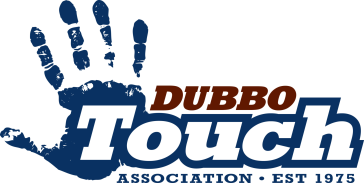 DUBBO
Touch
ASSOCIATION • EST 1975